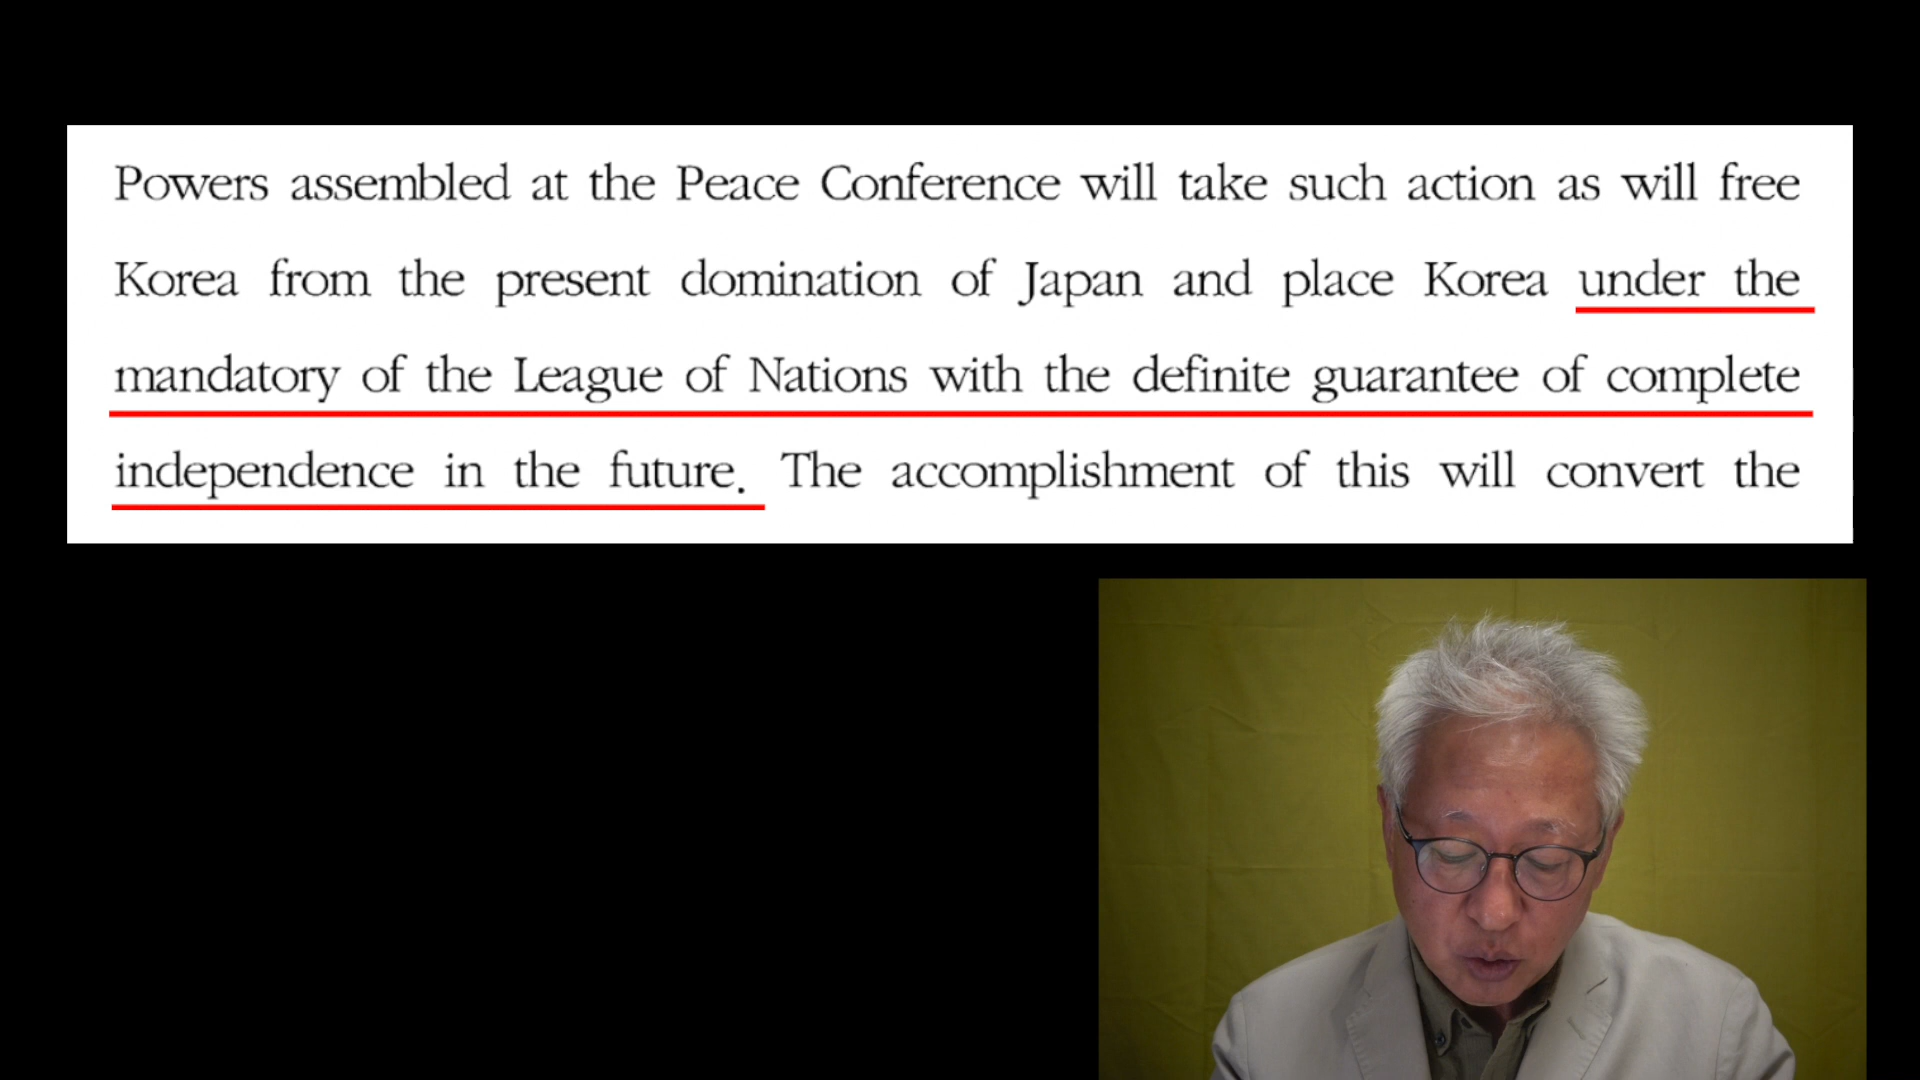 Powers assembled at the Peace Conference will take such action as will free
Korea from the present domination of Japan and place Korea under the
mandatory of the League of Nations with the definite guarantee of complete
independence in the future. The accomplishment of this will convert the